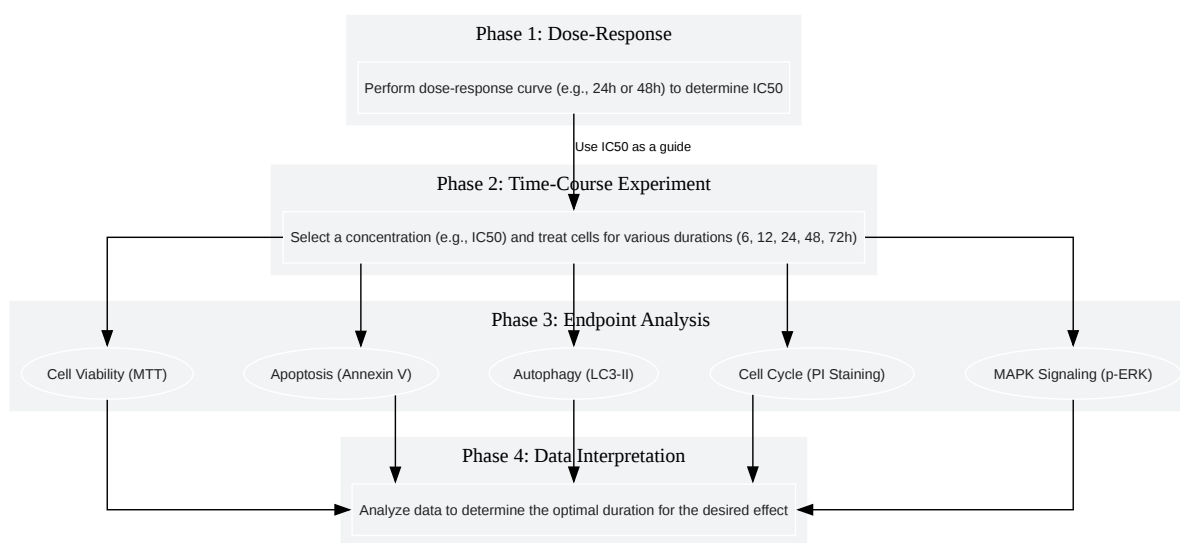 Phase 1: Dose-Response
Perform dose-response curve (e.g., 24h or 48h) to determine IC50
Use IC50 as a guide
Phase 2: Time-Course Experiment
Select a concentration (e.g., IC50) and treat cells for various durations (6, 12, 24, 48, 72h)
Phase 3: Endpoint Analysis
Cell Viability (MTT)
Apoptosis (Annexin V)
Autophagy (LC3-II)
Cell Cycle (PI Staining)
MAPK Signaling (p-ERK)
Phase 4: Data Interpretation
Analyze data to determine the optimal duration for the desired effect